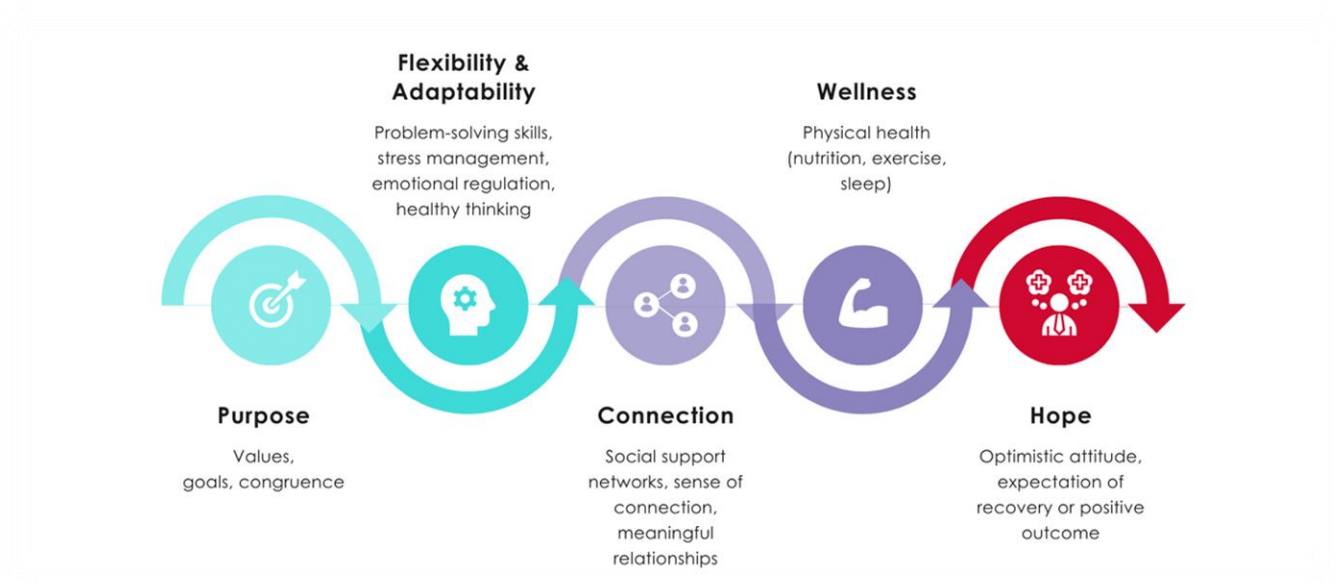 Purpose
Values,
goals, congruence
Flexibility &
Adaptability
Problem-solving skills,
stress management,
emotional regulation,
healthy thinking
Connection
Social support
networks, sense of
connection,
meaningful
relationships
Wellness
Physical health
(nutrition, exercise,
sleep)
Hope
Optimistic attitude,
expectation of
recovery or positive
outcome